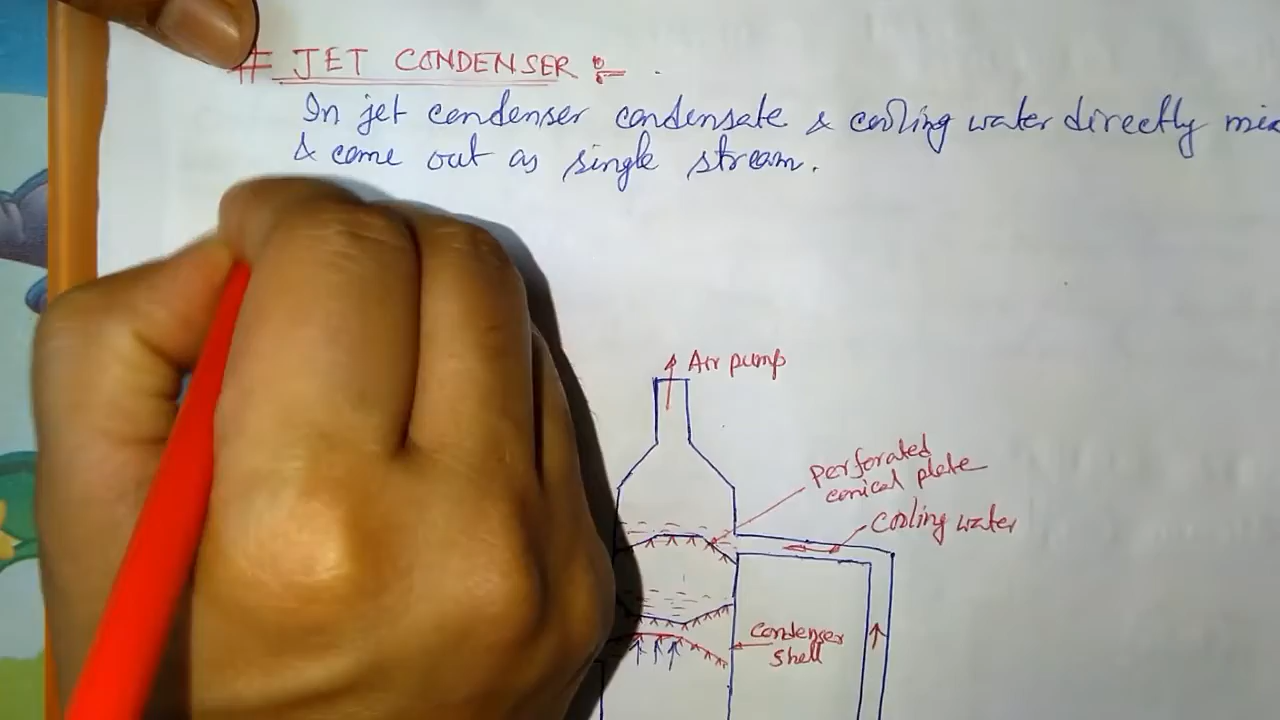 # JET CONDENSER :-
In jet condenser condensate & cooling water directly
& come out as single stream.
Air pump
Perforated
conical plate
Cooling water
Condenser
shell